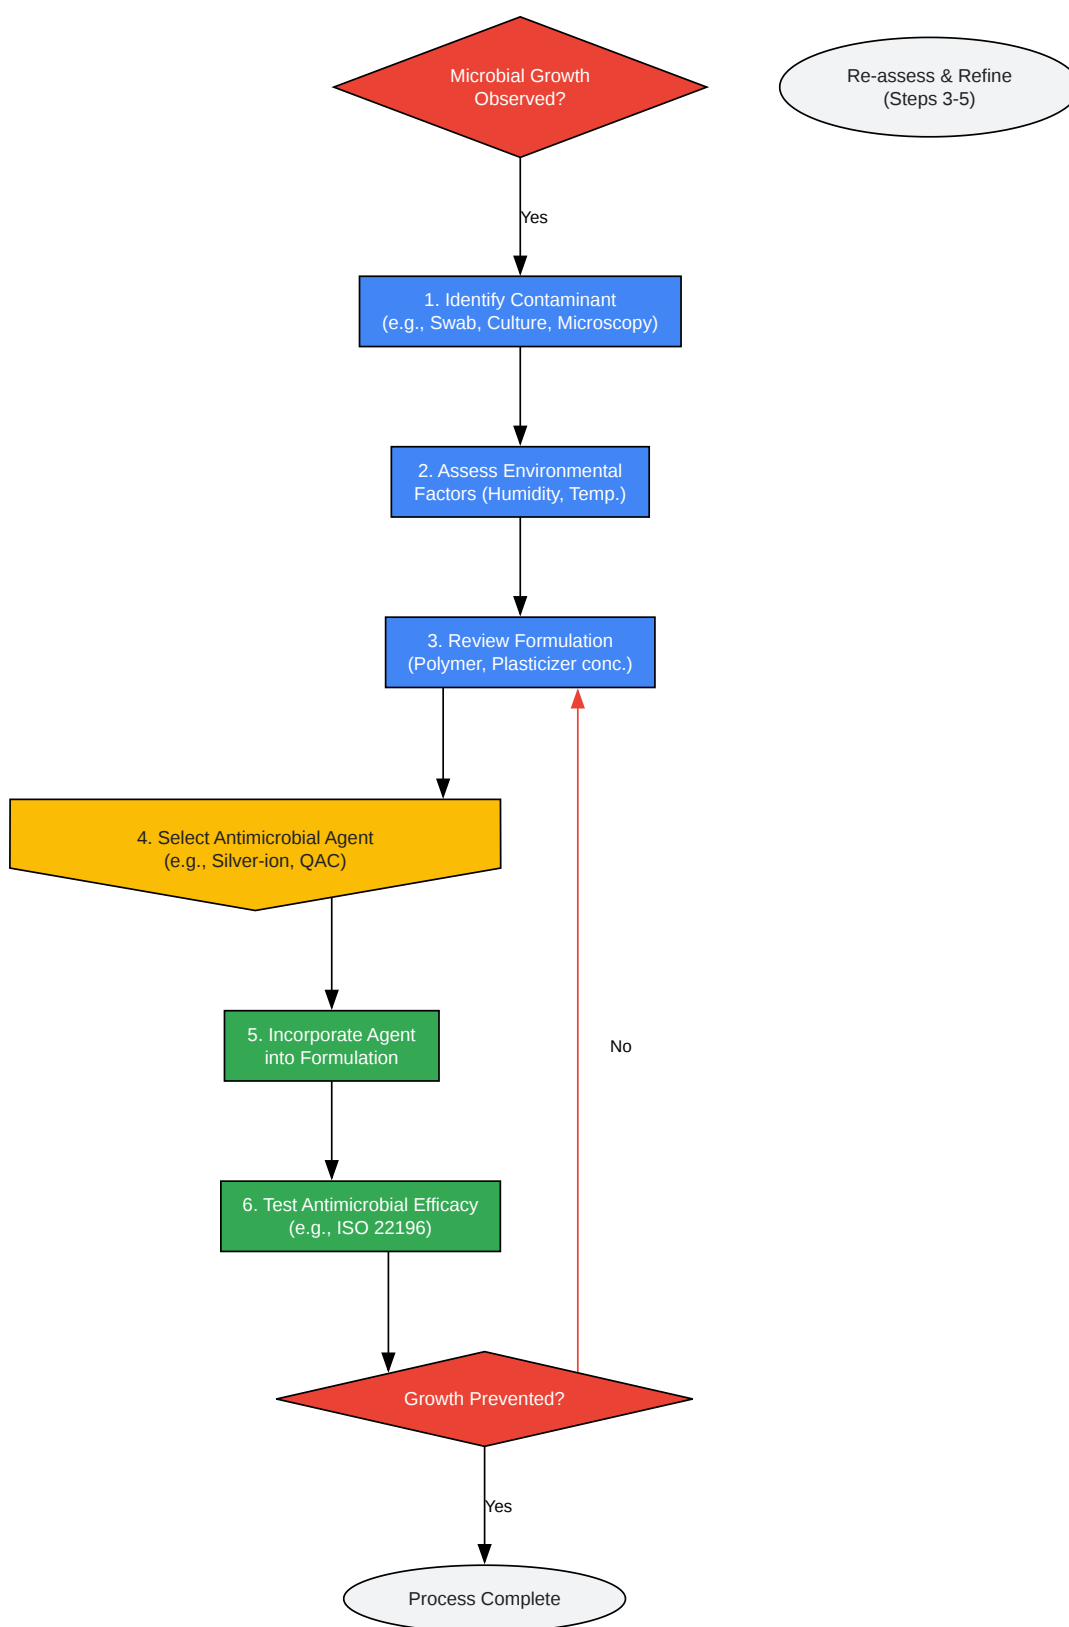 Microbial Growth
Observed?
Re-assess & Refine
(Steps 3-5)
Yes
1. Identify Contaminant
(e.g., Swab, Culture, Microscopy)
2. Assess Environmental
Factors (Humidity, Temp.)
3. Review Formulation
(Polymer, Plasticizer conc.)
4. Select Antimicrobial Agent
(e.g., Silver-ion, QAC)
5. Incorporate Agent
into Formulation
No
6. Test Antimicrobial Efficacy
(e.g., ISO 22196)
Growth Prevented?
Yes
Process Complete